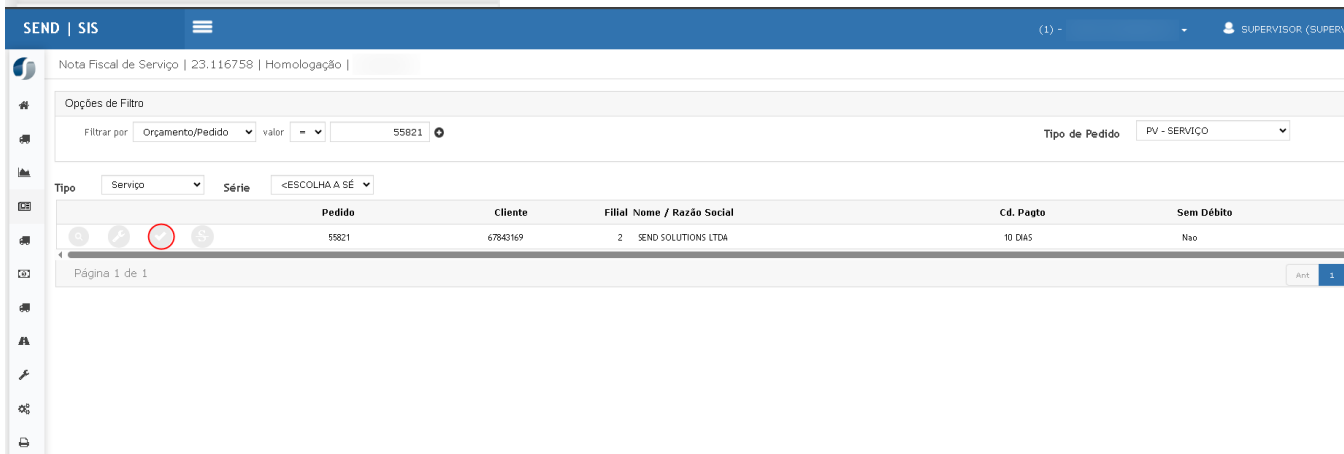 SEND | SIS
(1) -
SUPERVISOR (SUPERV
Nota Fiscal de Serviço | 23.116758 | Homologação |
Opções de Filtro
Filtrar por Orçamento/Pedido valor = 55821
Tipo de Pedido PV - SERVIÇO
Tipo Serviço Série <ESCOLHA A SÉ
Pedido Cliente Filial Nome / Razão Social Cd. Pagto Sem Débito
55821 67843169 2 SEND SOLUTIONS LTDA 10 DIAS Nao
Página 1 de 1
Ant 1